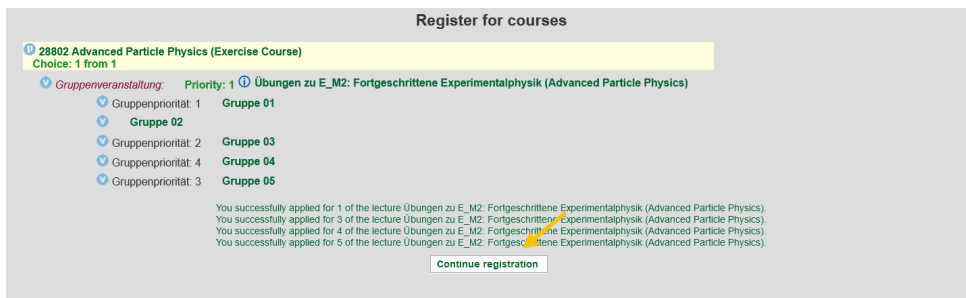 Register for courses
P 28802 Advanced Particle Physics (Exercise Course)
Choice: 1 from 1
V Gruppenveranstaltung: Priority: 1 i Übungen zu E_M2: Fortgeschrittene Experimentalphysik (Advanced Particle Physics)
V Gruppenpriorität: 1 Gruppe 01
V Gruppe 02
V Gruppenpriorität: 2 Gruppe 03
V Gruppenpriorität: 4 Gruppe 04
V Gruppenpriorität: 3 Gruppe 05
You successfully applied for 1 of the lecture Übungen zu E_M2: Fortgeschrittene Experimentalphysik (Advanced Particle Physics).
You successfully applied for 3 of the lecture Übungen zu E_M2: Fortgeschrittene Experimentalphysik (Advanced Particle Physics).
You successfully applied for 4 of the lecture Übungen zu E_M2: Fortgeschrittene Experimentalphysik (Advanced Particle Physics).
You successfully applied for 5 of the lecture Übungen zu E_M2: Fortgeschrittene Experimentalphysik (Advanced Particle Physics).
Continue registration